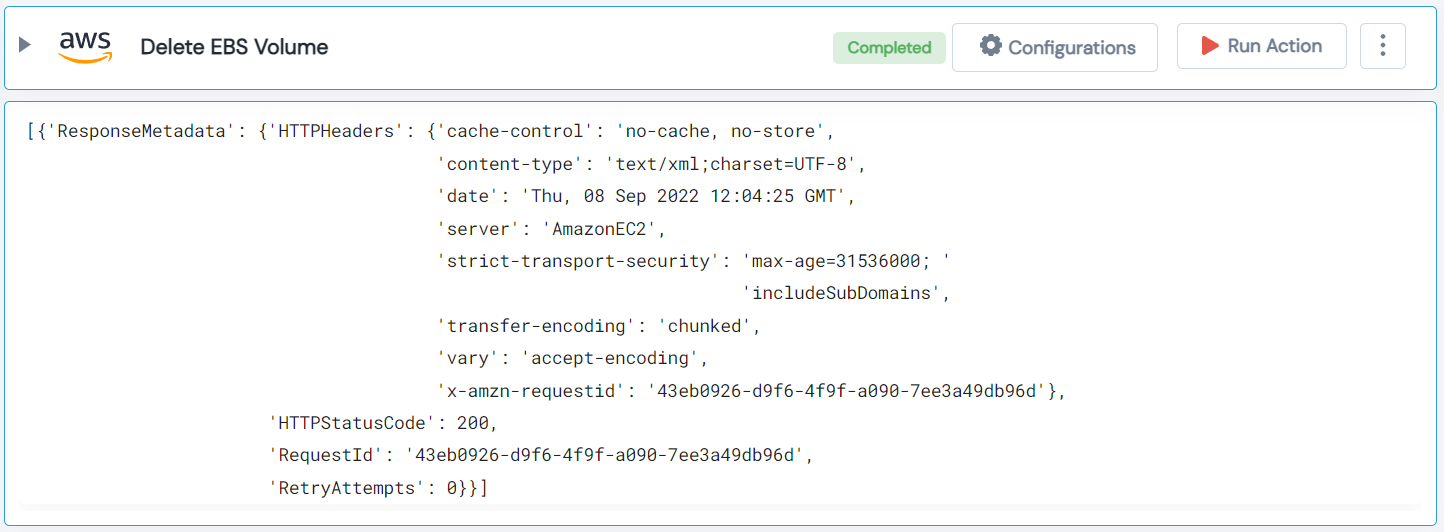 aws Delete EBS Volume Completed Configurations Run Action
[{'ResponseMetadata': {'HTTPHeaders': {'cache-control': 'no-cache, no-store',
'content-type': 'text/xml;charset=UTF-8',
'date': 'Thu, 08 Sep 2022 12:04:25 GMT',
'server': 'AmazonEC2',
'strict-transport-security': 'max-age=31536000; '
'includeSubDomains',
'transfer-encoding': 'chunked',
'vary': 'accept-encoding',
'x-amzn-requestid': '43eb0926-d9f6-4f9f-a090-7ee3a49db96d'},
'HTTPStatusCode': 200,
'RequestId': '43eb0926-d9f6-4f9f-a090-7ee3a49db96d',
'RetryAttempts': 0}}]